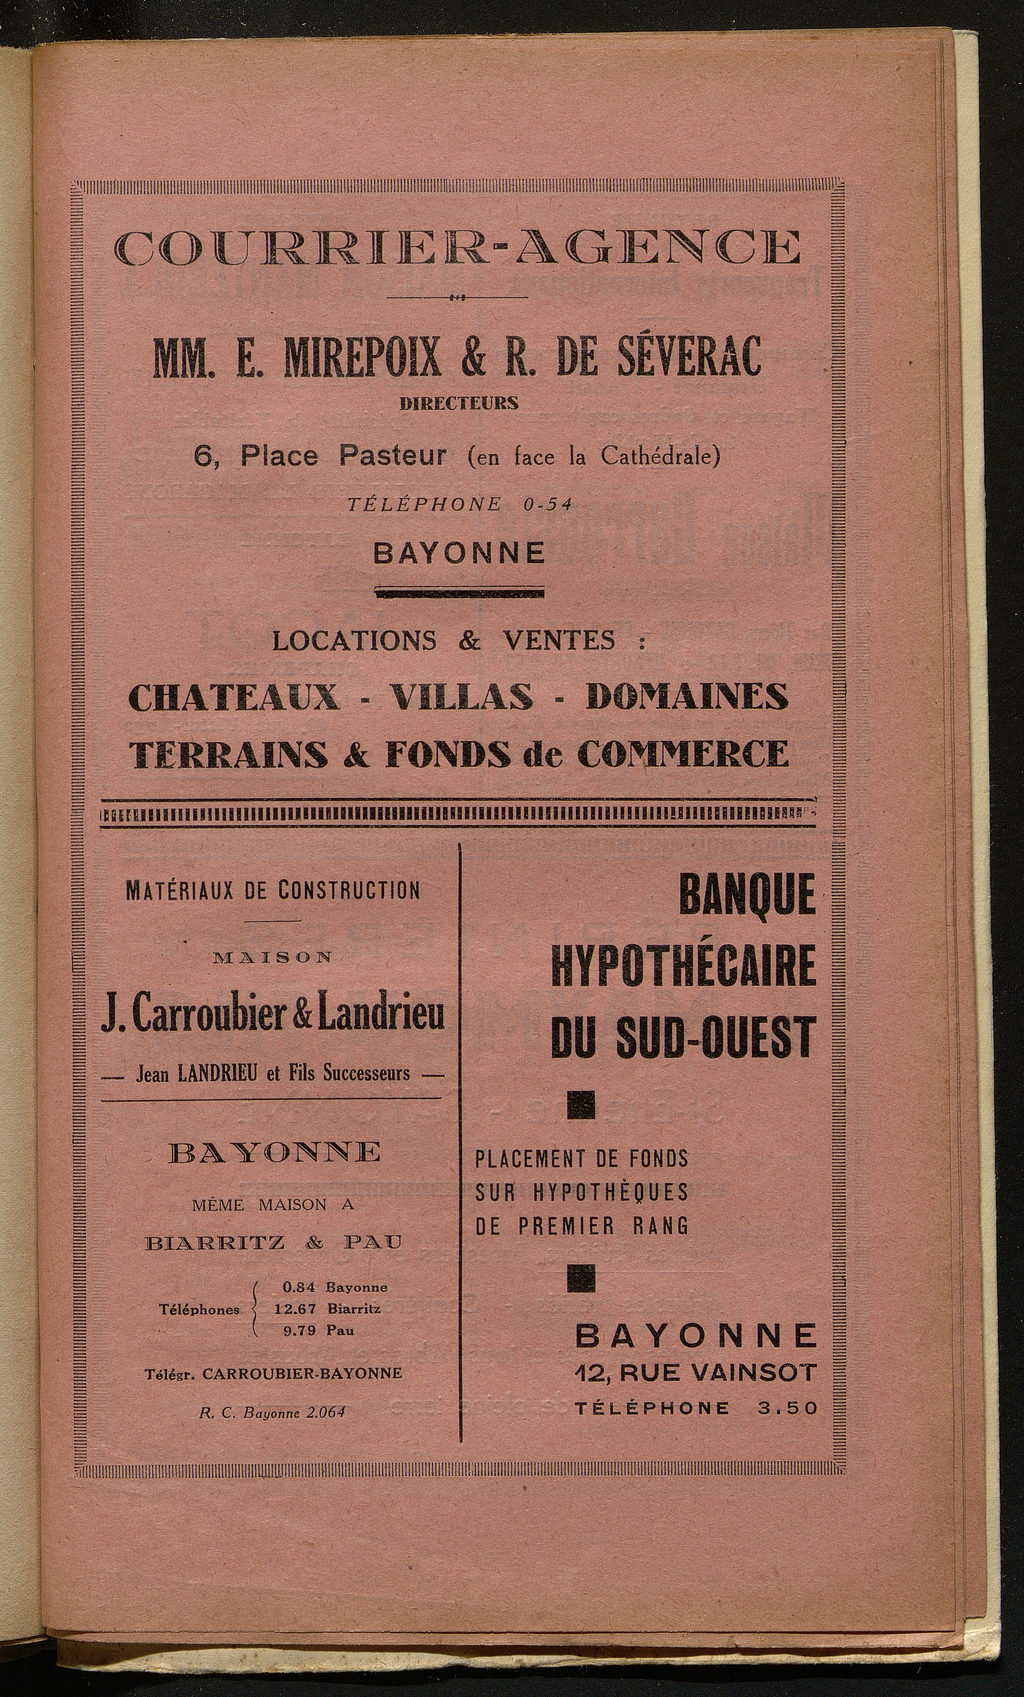 COURRIER-AGENCE
MM. E. MIREPOIX & R. DE SÉVERAC
DIRECTEURS
6, Place Pasteur (en face la Cathédrale)
TÉLÉPHONE 0-54
BAYONNE
LOCATIONS & VENTES :
CHATEAUX - VILLAS - DOMAINES
TERRAINS & FONDS de COMMERCE
MATÉRIAUX DE CONSTRUCTION
MAISON
J. Carroubier & Landrieu
— Jean LANDRIEU et Fils Successeurs —
BAYONNE
MÊME MAISON A
BIARRITZ & PAU
0.84 Bayonne
Téléphones { 12.67 Biarritz
9.79 Pau
Télégr. CARROUBIER-BAYONNE
R. C. Bayonne 2.064
BANQUE
HYPOTHÉCAIRE
DU SUD-OUEST
PLACEMENT DE FONDS
SUR HYPOTHÈQUES
DE PREMIER RANG
BAYONNE
12, RUE VAINSOT
TÉLÉPHONE 3.50